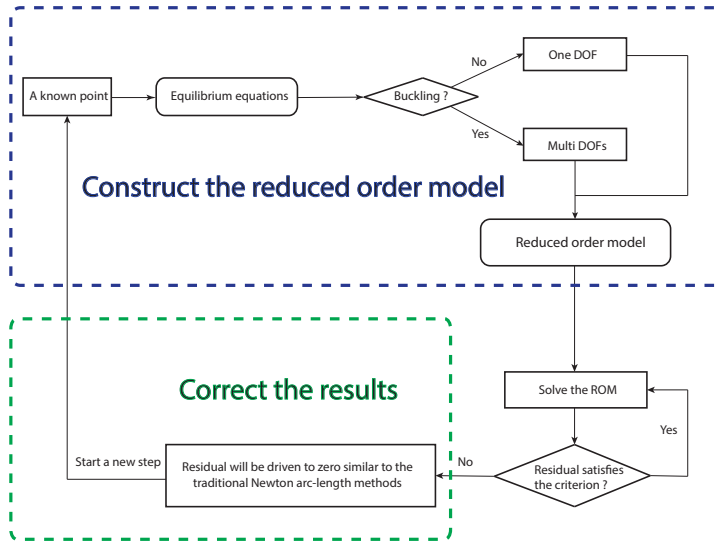 A known point
Equilibrium equations
Buckling ?
No
One DOF
Yes
Multi DOFs
Construct the reduced order model
Reduced order model
Solve the ROM
Yes
Residual satisfies
the criterion ?
No
Correct the results
Residual will be driven to zero similar to the
traditional Newton arc-length methods
Start a new step